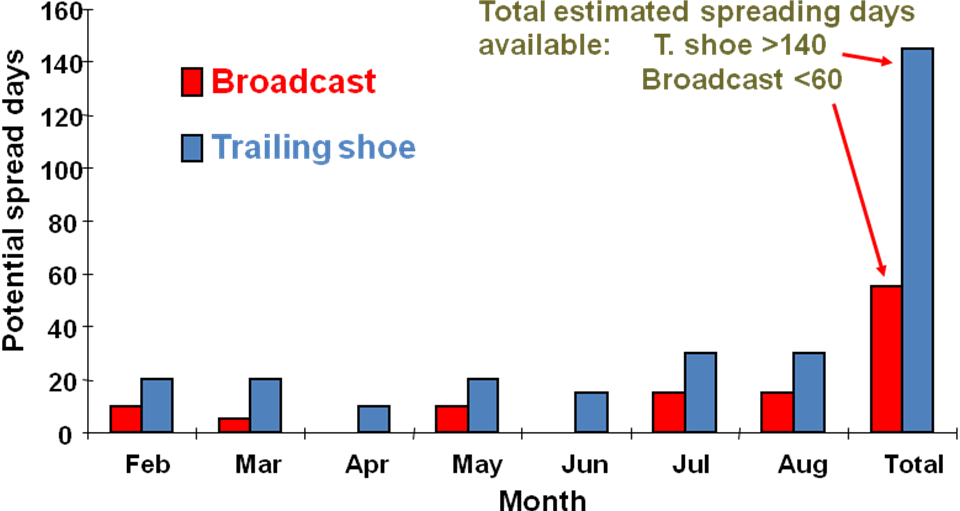 Total estimated spreading days
available: T. shoe >140
Broadcast <60
Broadcast
Trailing shoe
Potential spread days
160
140
120
100
80
60
40
20
0
Feb Mar Apr May Jun Jul Aug Total
Month